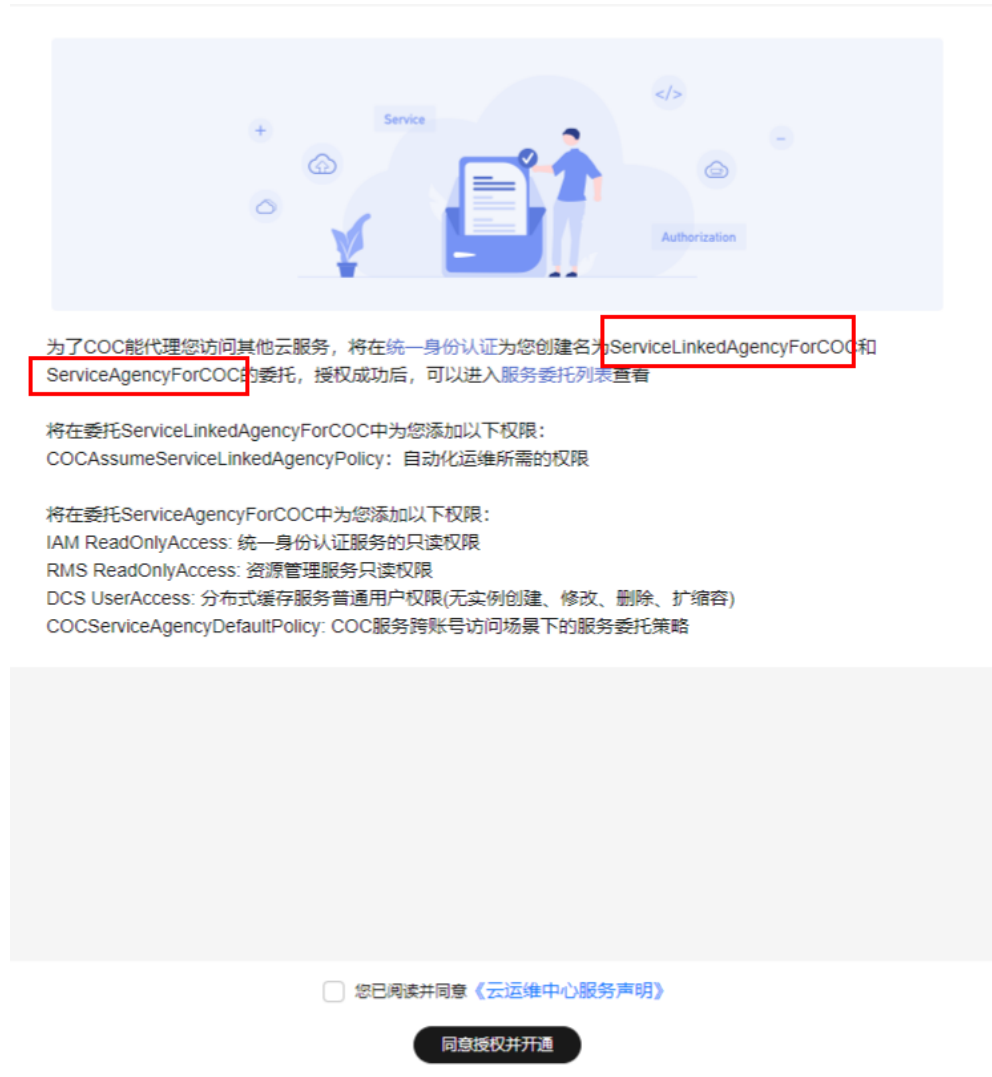 </>
Service
Authorization
为了COC能代理您访问其他云服务，将在统一身份认证为您创建名为ServiceLinkedAgencyForCOC和
ServiceAgencyForCOC的委托，授权成功后，可以进入服务委托列表查看
将在委托ServiceLinkedAgencyForCOC中为您添加以下权限：
COCAssumeServiceLinkedAgencyPolicy：自动化运维所需的权限
将在委托ServiceAgencyForCOC中为您添加以下权限：
IAM ReadOnlyAccess: 统一身份认证服务的只读权限
RMS ReadOnlyAccess: 资源管理服务只读权限
DCS UserAccess: 分布式缓存服务普通用户权限(无实例创建、修改、删除、扩缩容)
COCServiceAgencyDefaultPolicy: COC服务跨账号访问场景下的服务委托策略
您已阅读并同意《云运维中心服务声明》
同意授权并开通